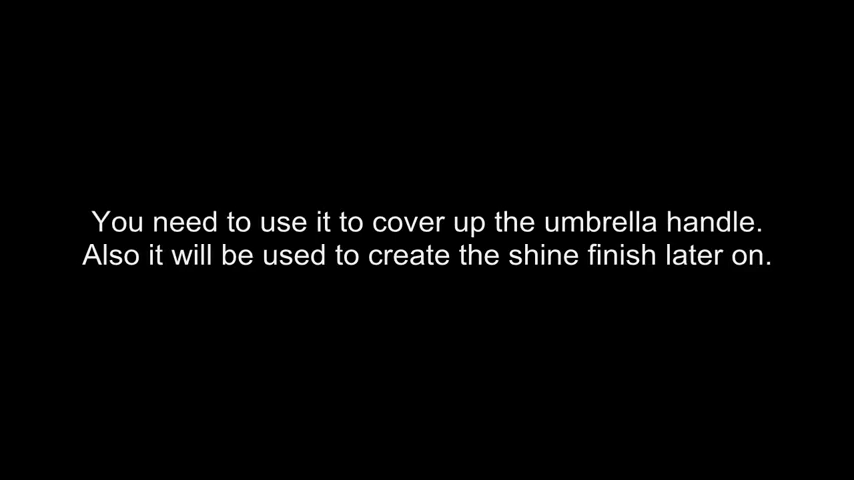 You need to use it to cover up the umbrella handle.
Also it will be used to create the shine finish later on.